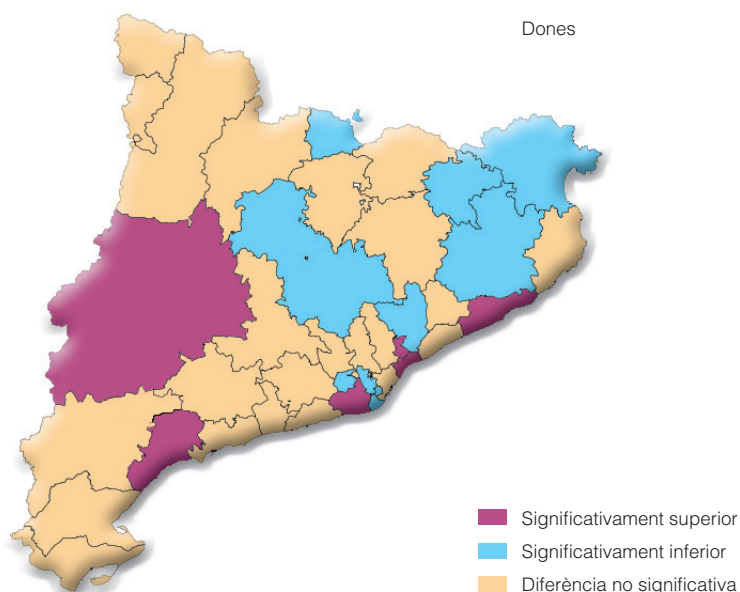 Dones
Significativament superior
Significativament inferior
Diferència no significativa